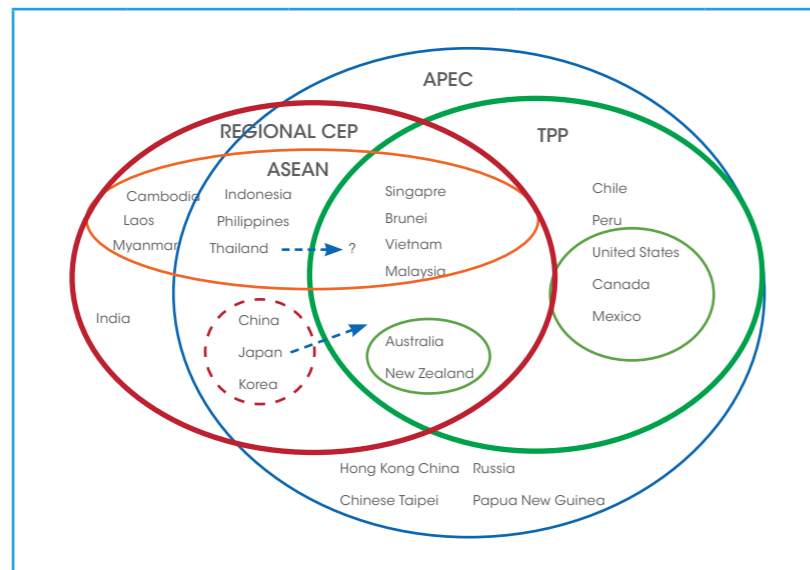 APEC
REGIONAL CEP
TPP
ASEAN
Cambodia
Laos
Myanmar
Indonesia
Philippines
Thailand
?
Singapre
Brunei
Vietnam
Malaysia
Chile
Peru
United States
Canada
Mexico
India
China
Japan
Korea
Australia
New Zealand
Hong Kong China Russia
Chinese Taipei Papua New Guinea